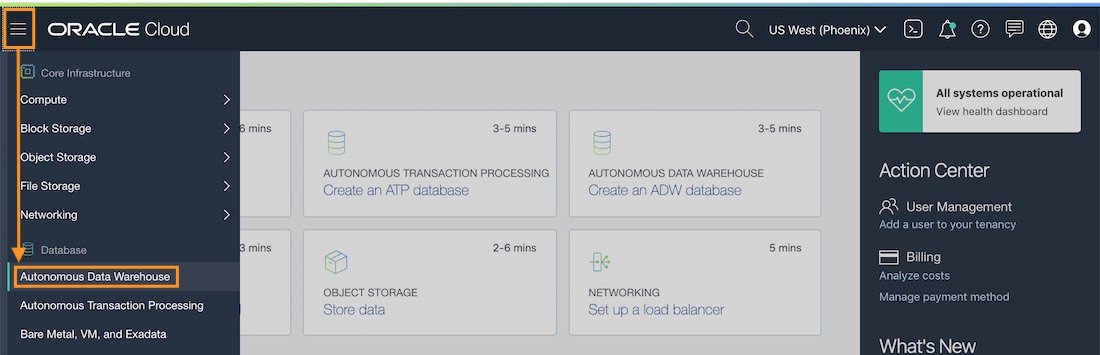 ORACLE Cloud
US West (Phoenix)
Core Infrastructure
Compute
Block Storage
Object Storage
File Storage
Networking
Database
Autonomous Data Warehouse
Autonomous Transaction Processing
Bare Metal, VM, and Exadata
6 mins
3-5 mins
AUTONOMOUS TRANSACTION PROCESSING
Create an ATP database
3-5 mins
AUTONOMOUS DATA WAREHOUSE
Create an ADW database
3 mins
2-6 mins
OBJECT STORAGE
Store data
5 mins
NETWORKING
Set up a load balancer
All systems operational
View health dashboard
Action Center
User Management
Add a user to your tenancy
Billing
Analyze costs
Manage payment method
What's New